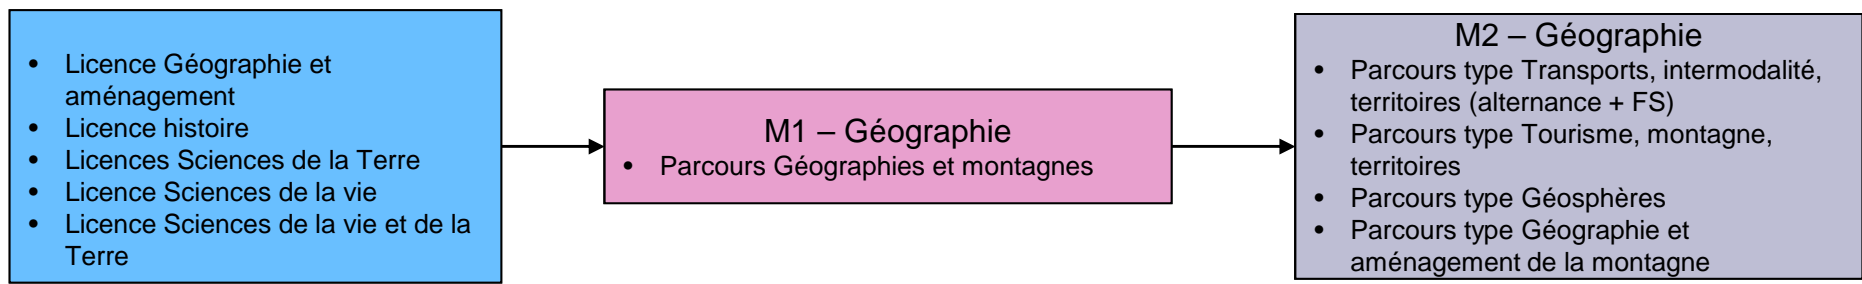 • Licence Géographie et
aménagement
• Licence histoire
• Licences Sciences de la Terre
• Licence Sciences de la vie
• Licence Sciences de la vie et de la
Terre
M1 – Géographie
• Parcours Géographies et montagnes
M2 – Géographie
• Parcours type Transports, intermodalité,
territoires (alternance + FS)
• Parcours type Tourisme, montagne,
territoires
• Parcours type Géosphères
• Parcours type Géographie et
aménagement de la montagne